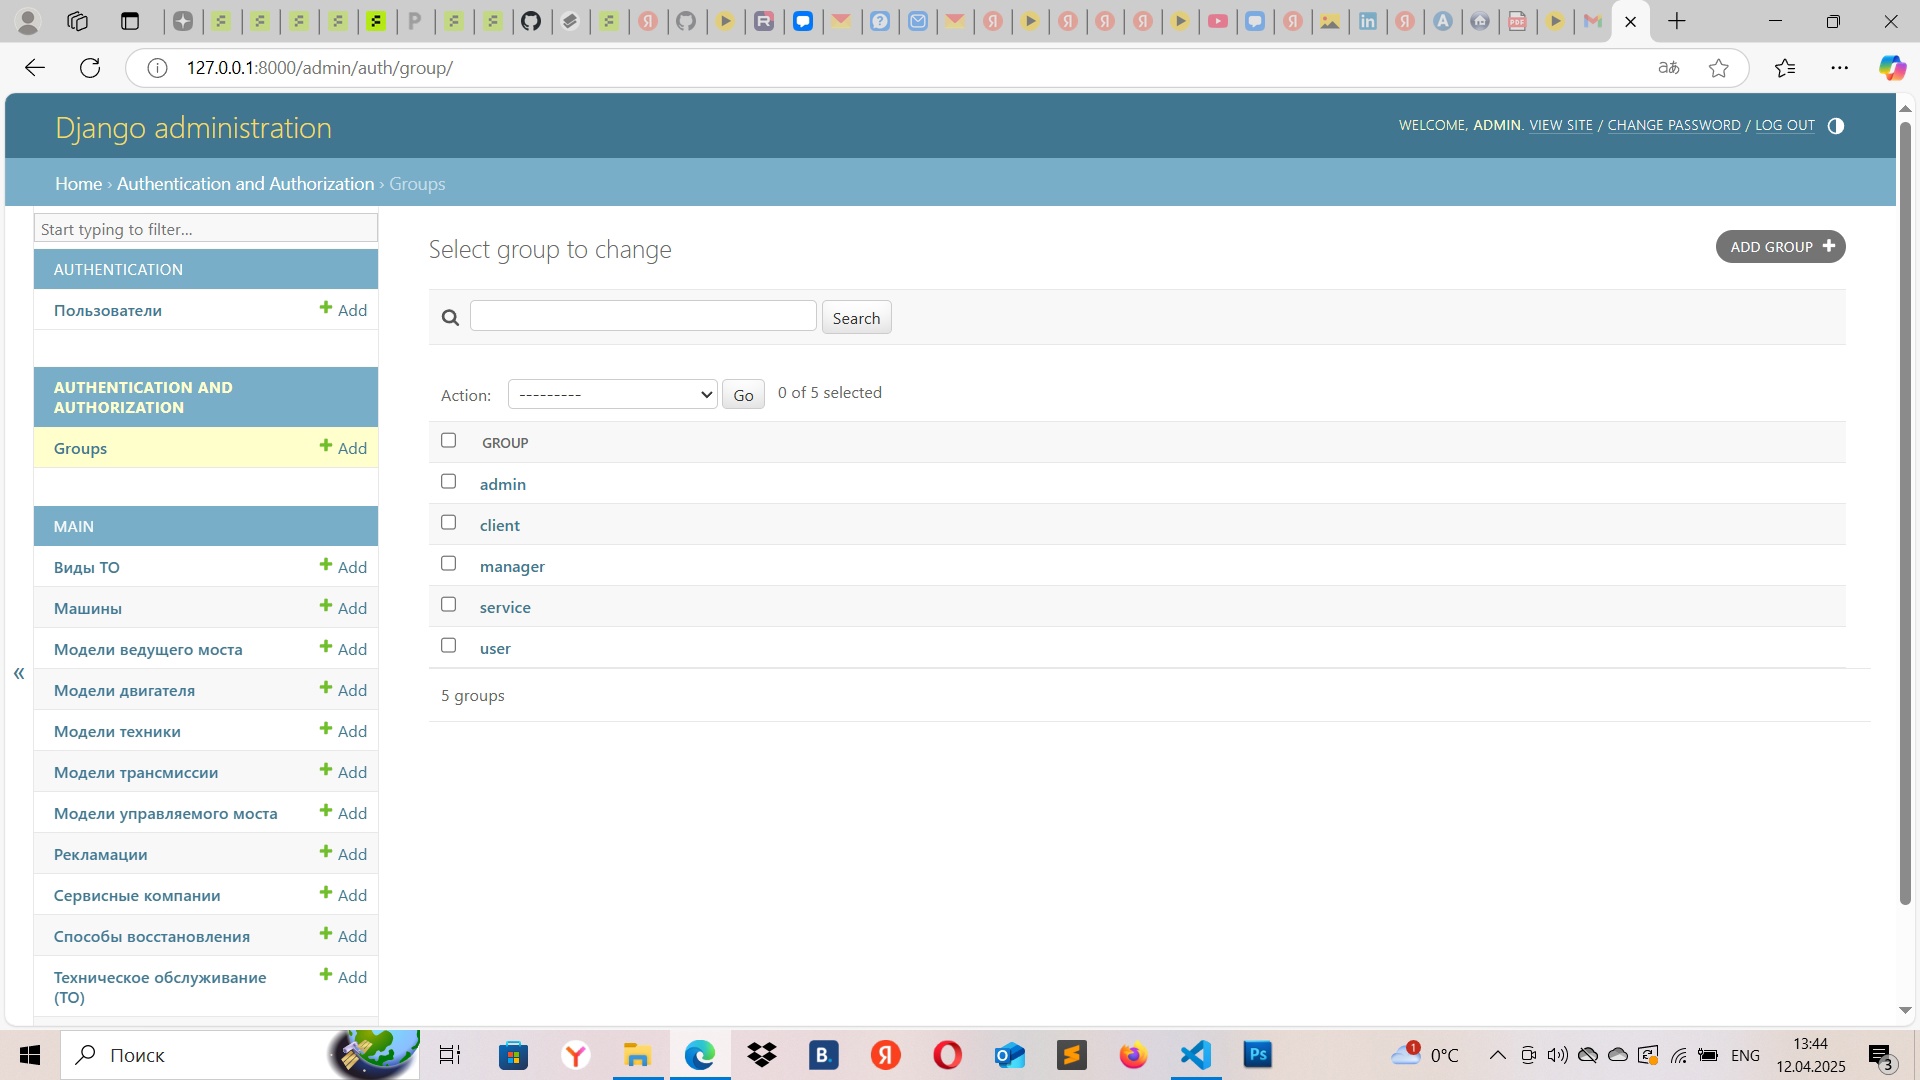 127.0.0.1:8000/admin/auth/group/
Django administration
WELCOME, ADMIN. VIEW SITE / CHANGE PASSWORD / LOG OUT
Home › Authentication and Authorization › Groups
Start typing to filter...
AUTHENTICATION
Пользователи Add
AUTHENTICATION AND
AUTHORIZATION
Groups Add
MAIN
Виды ТО Add
Машины Add
Модели ведущего моста Add
Модели двигателя Add
Модели техники Add
Модели трансмиссии Add
Модели управляемого моста Add
Рекламации Add
Сервисные компании Add
Способы восстановления Add
Техническое обслуживание
(ТО) Add
«
Select group to change
ADD GROUP
Search
Action: --------- Go 0 of 5 selected
GROUP
admin
client
manager
service
user
5 groups
Поиск
0°C
ENG
13:44
12.04.2025
3